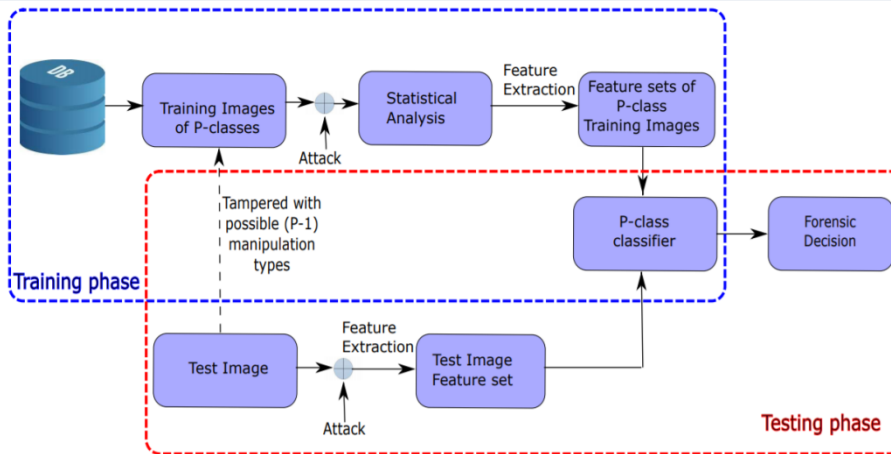 DB
Training Images
of P-classes
Attack
Statistical
Analysis
Feature
Extraction
Feature sets of
P-class
Training Images
Tampered with
possible (P-1)
manipulation
types
P-class
classifier
Forensic
Decision
Training phase
Test Image
Feature
Extraction
Attack
Test Image
Feature set
Testing phase